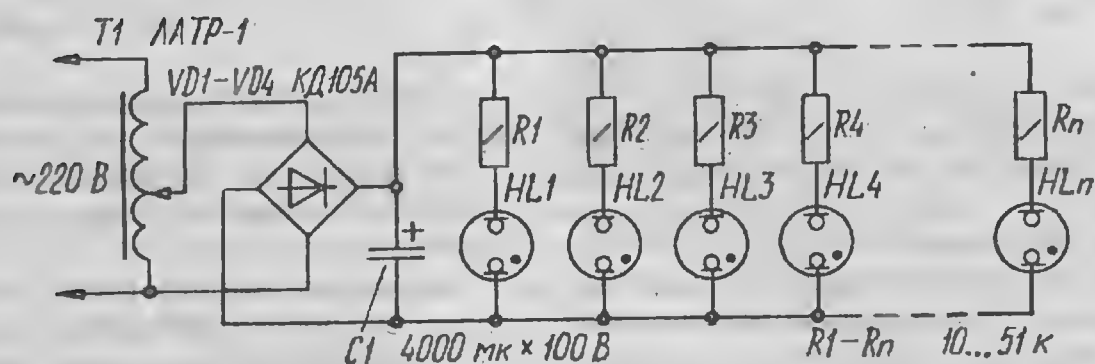 T1 ЛАТР-1
VD1-VD4 КД105А
~220 В
R1
R2
R3
R4
Rn
HL1
HL2
HL3
HL4
HLn
+
C1 4000 мк × 100 В
R1-Rn 10... 51 к